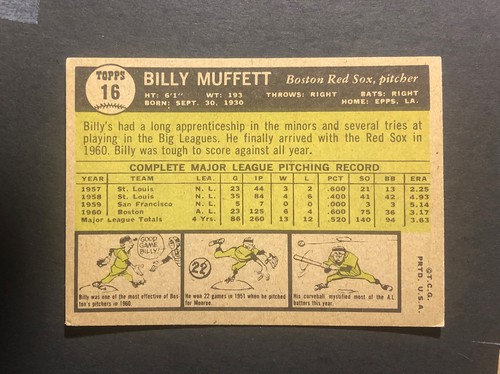 TOPPS
16
BILLY MUFFETT Boston Red Sox, pitcher
HT: 6'1" WT: 193 THROWS: RIGHT BATS: RIGHT
BORN: SEPT. 30, 1930 HOME: EPPS, LA.
Billy's had a long apprenticeship in the minors and several tries at
playing in the Big Leagues. He finally arrived with the Red Sox in
1960. Billy was tough to score against all year.
COMPLETE MAJOR LEAGUE PITCHING RECORD
YEAR TEAM LEA G IP W L PCT SO BB ERA
1957 St. Louis N. L. 23 44 3 2 .600 21 13 2.25
1958 St. Louis N. L. 35 84 4 6 .400 41 42 4.93
1959 San Francisco N. L. 5 7 0 0 .000 3 3 5.14
1960 Boston A. L. 23 125 6 4 .600 75 36 3.17
Major League Totals 4 Yrs. 86 260 13 12 .520 140 94 3.63
GOOD
GAME
BILLY!
22
Billy was one of the most effective of Bos
ton's pitchers in 1960.
He won 22 games in 1951 when he pitched
for Monroe.
His curveball mystified most of the A.L.
batters this year.
© T. C. G.
PRTD. U. S. A.